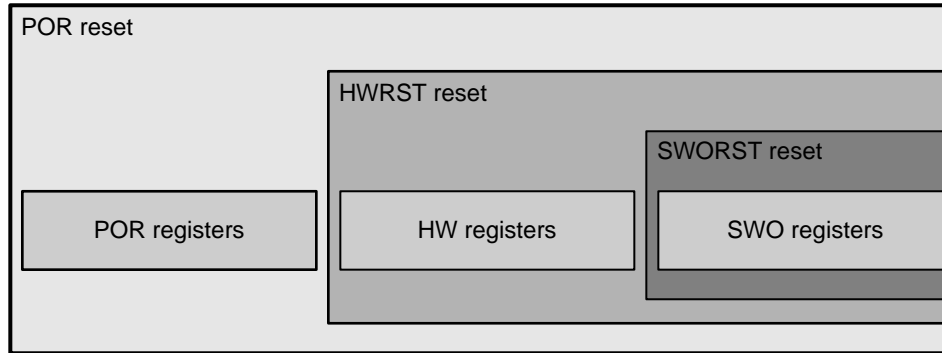 POR reset
HWRST reset
SWORST reset
POR registers
HW registers
SWO registers